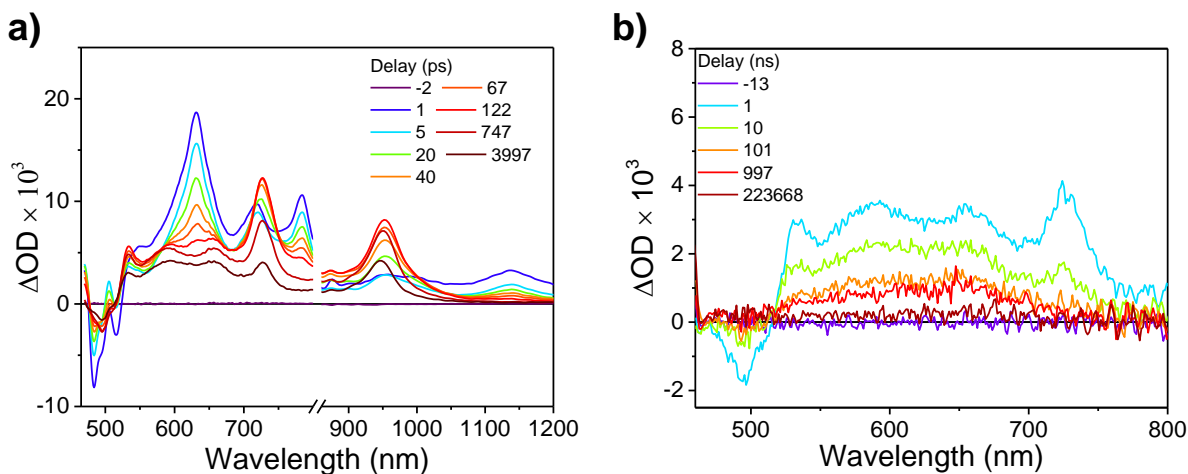 a)
ΔOD × 10³
20
10
0
-10
Delay (ps)
-2 67
1 122
5 747
20 3997
40
500 600 700 900 1000 1100 1200
Wavelength (nm)
b)
ΔOD × 10³
8
6
4
2
0
-2
Delay (ns)
-13
1
10
101
997
223668
500 600 700 800
Wavelength (nm)